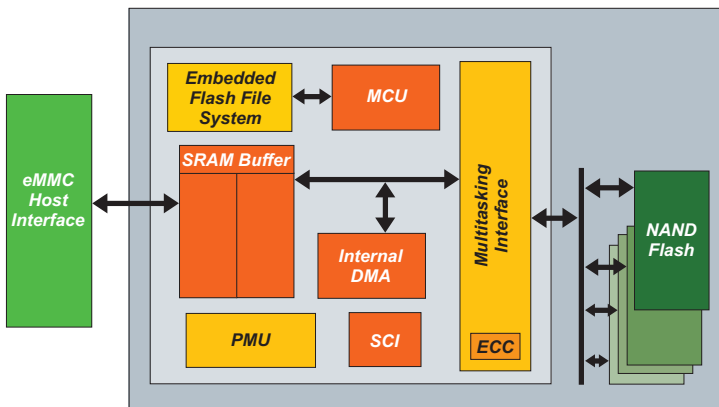 eMMC
Host
Interface
Embedded
Flash File
System
MCU
SRAM Buffer
Internal
DMA
PMU
SCI
Multitasking
Interface
ECC
NAND
Flash